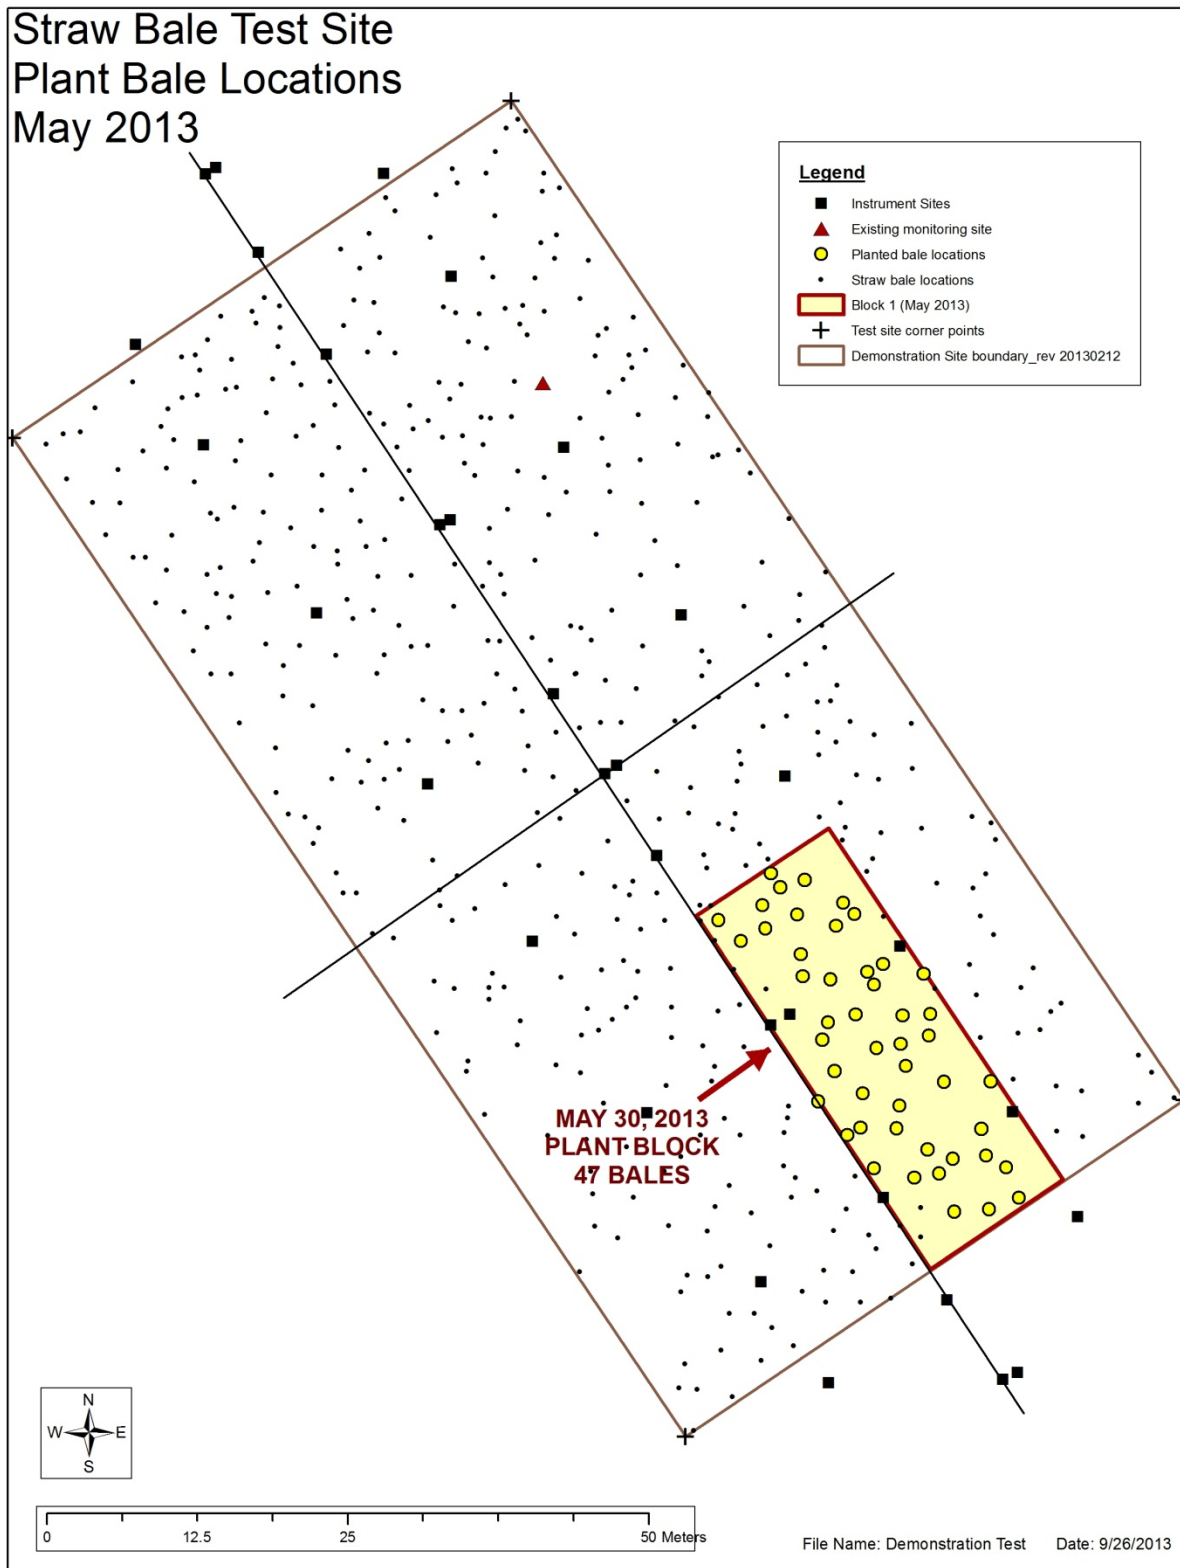 Straw Bale Test Site
Plant Bale Locations
May 2013
Legend
Instrument Sites
Existing monitoring site
Planted bale locations
Straw bale locations
Block 1 (May 2013)
Test site corner points
Demonstration Site boundary_rev 20130212
MAY 30, 2013
PLANT BLOCK
47 BALES
N
W E
S
0 12.5 25 50 Meters
File Name: Demonstration Test Date: 9/26/2013